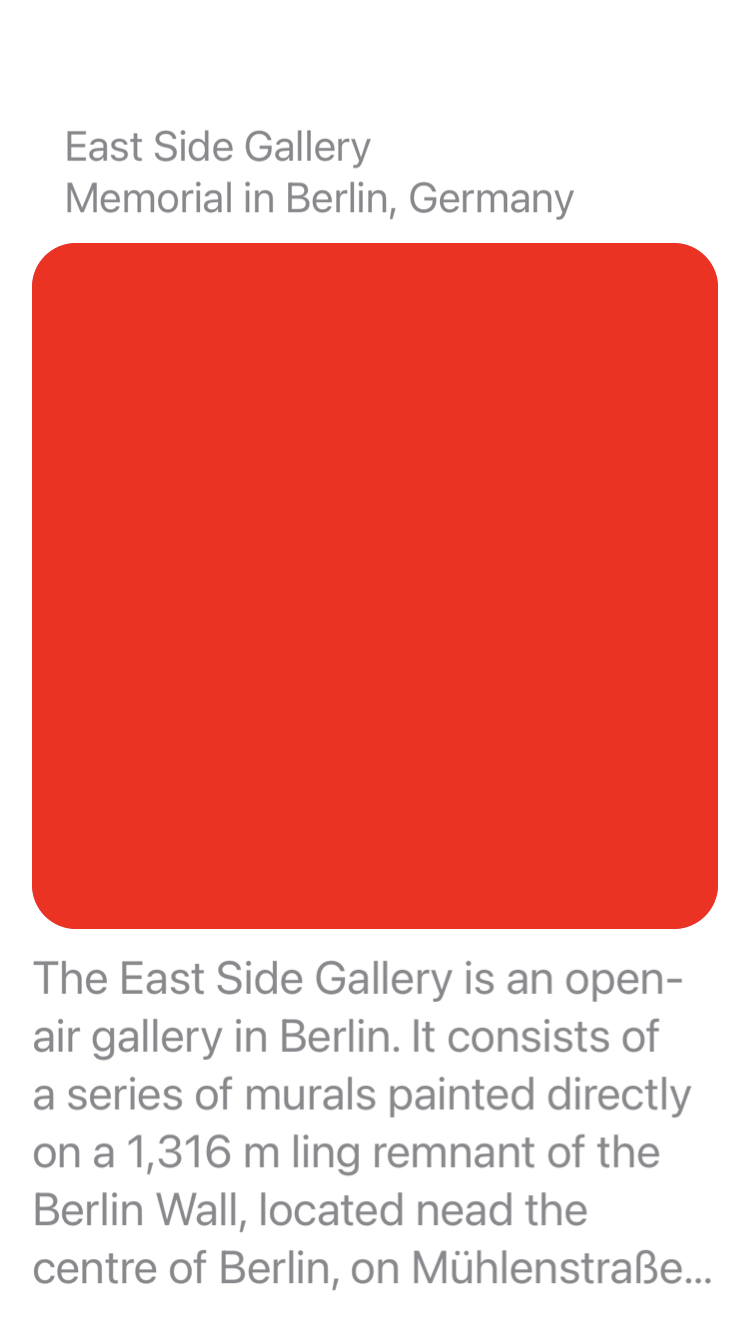 East Side Gallery
Memorial in Berlin, Germany
The East Side Gallery is an open-
air gallery in Berlin. It consists of
a series of murals painted directly
on a 1,316 m ling remnant of the
Berlin Wall, located nead the
centre of Berlin, on Mühlenstraße...